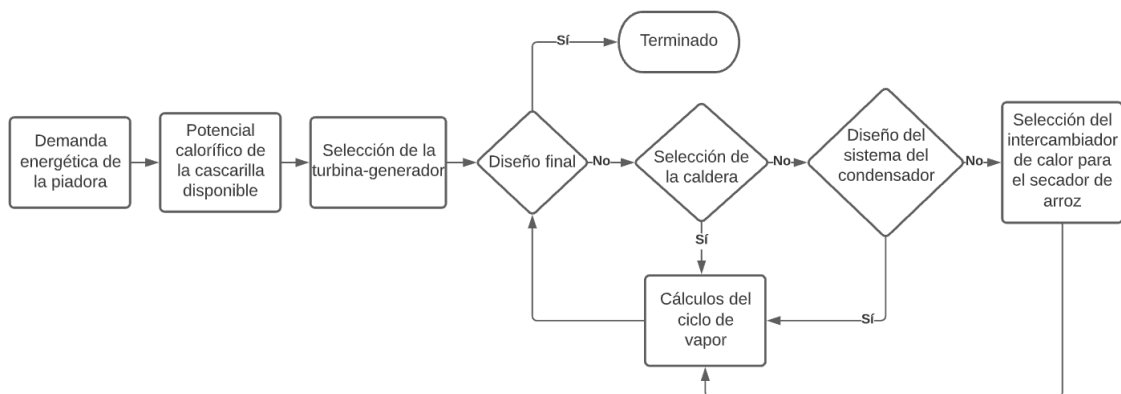 Sí
Terminado
Demanda
energética de
la piadora
Potencial
calorífico de
la cascarilla
disponible
Selección de la
turbina-generador
Diseño final
No
Selección de
la caldera
No
Diseño del
sistema del
condensador
No
Selección del
intercambiador
de calor para
el secador de
arroz
Sí
Cálculos del
ciclo de
vapor
Sí